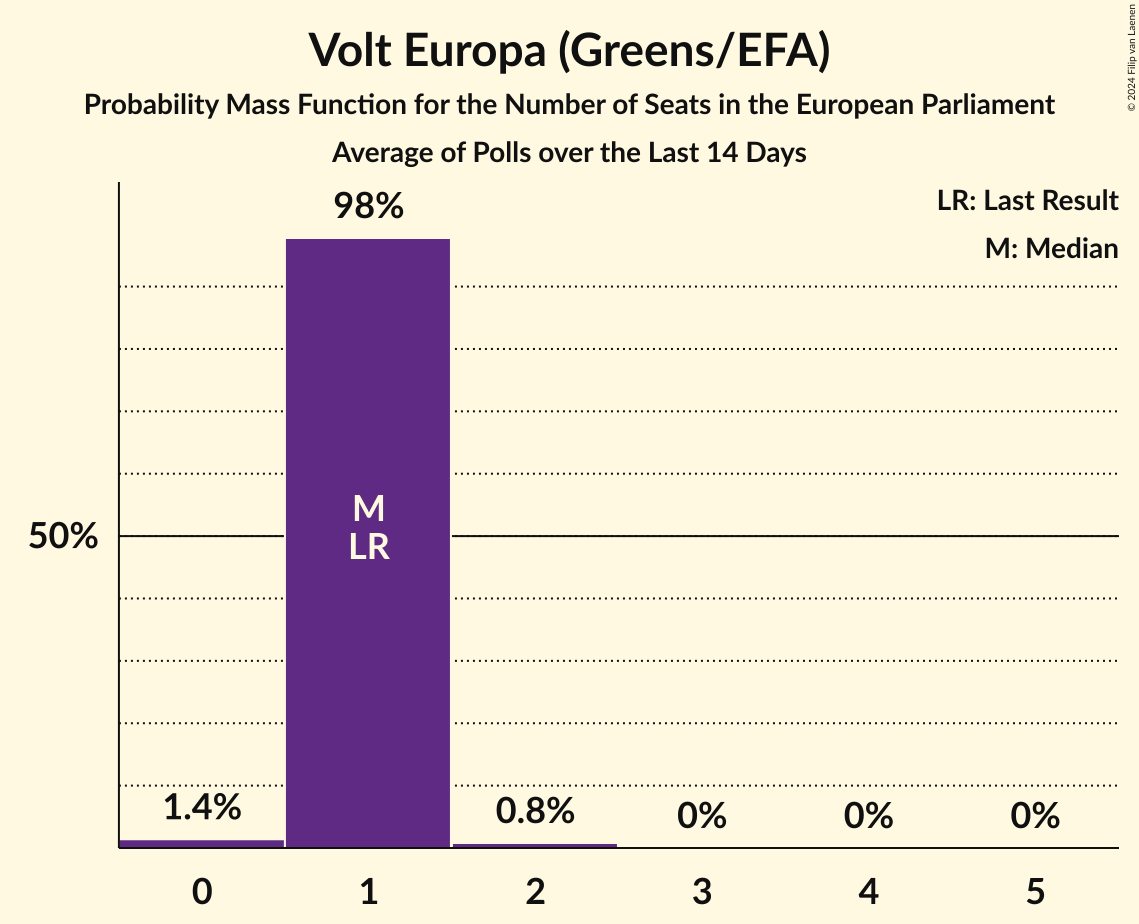 Volt Europa (Greens/EFA)
Probability Mass Function for the Number of Seats in the European Parliament
Average of Polls over the Last 14 Days
© 2024 Filip van Laenen
LR: Last Result
M: Median
98%
M
LR
50%
1.4%
0.8%
0%
0%
0%
0
1
2
3
4
5